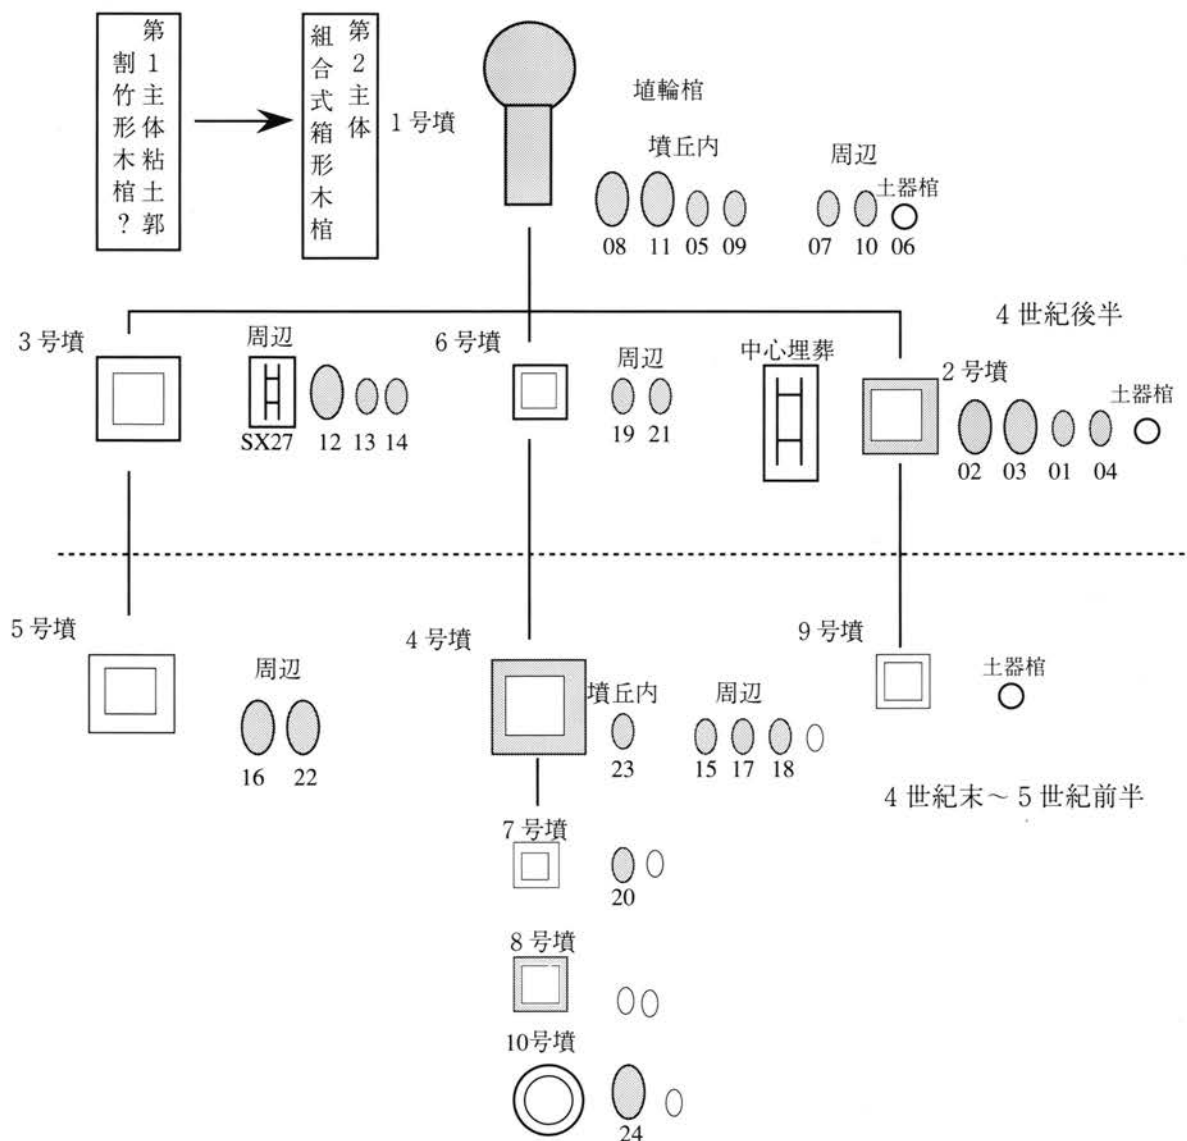 第１主体粘土郭
割竹形木棺？
第２主体
組合式箱形木棺
１号墳
埴輪棺
墳丘内
周辺
土器棺
08 11 05 09 07 10 06
４世紀後半
３号墳
周辺
SX27 12 13 14
６号墳
周辺
19 21
中心埋葬
２号墳
土器棺
02 03 01 04
５号墳
周辺
16 22
４号墳
墳丘内
周辺
23 15 17 18
９号墳
土器棺
４世紀末～５世紀前半
７号墳
20
８号墳
10号墳
24